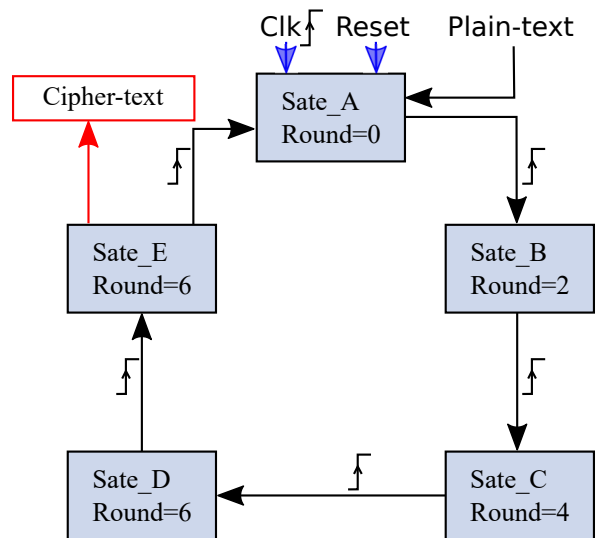 Clk Reset Plain-text
Cipher-text
Sate_A
Round=0
Sate_E
Round=6
Sate_B
Round=2
Sate_D
Round=6
Sate_C
Round=4